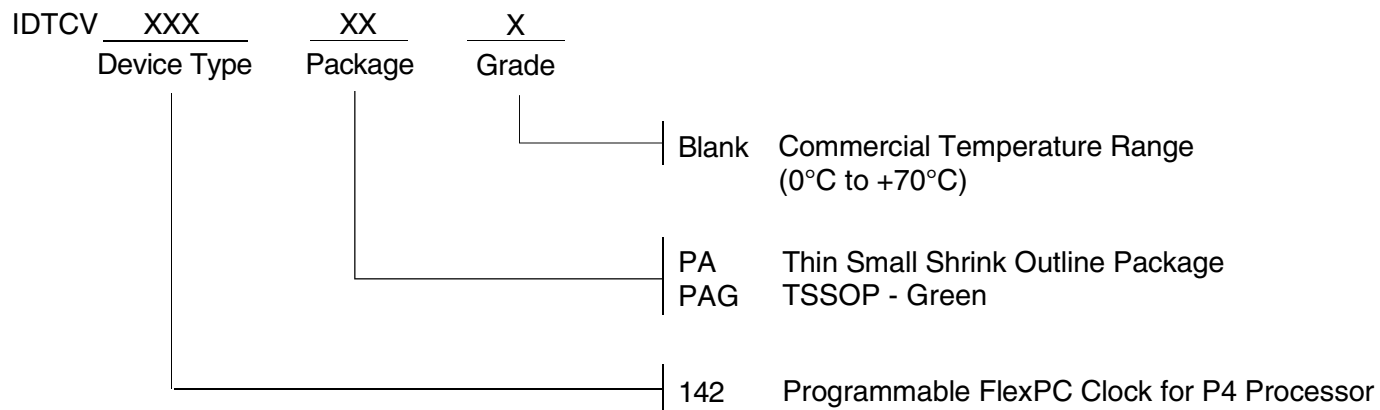 IDTCV XXX XX X
Device Type Package Grade
Blank Commercial Temperature Range
(0°C to +70°C)
PA Thin Small Shrink Outline Package
PAG TSSOP - Green
142 Programmable FlexPC Clock for P4 Processor